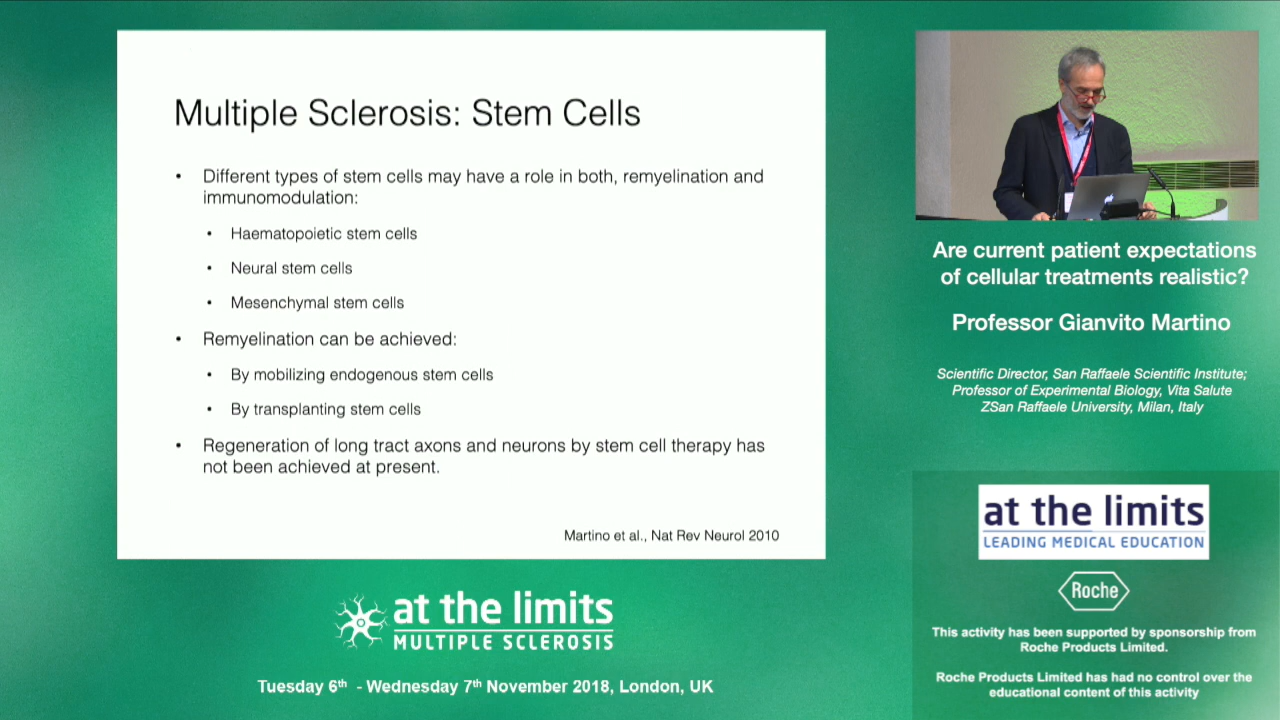 Multiple Sclerosis: Stem Cells
• Different types of stem cells may have a role in both, remyelination and
immunomodulation:
• Haematopoietic stem cells
• Neural stem cells
• Mesenchymal stem cells
• Remyelination can be achieved:
• By mobilizing endogenous stem cells
• By transplanting stem cells
• Regeneration of long tract axons and neurons by stem cell therapy has
not been achieved at present.
Martino et al., Nat Rev Neurol 2010
at the limits
MULTIPLE SCLEROSIS
Tuesday 6th - Wednesday 7th November 2018, London, UK
Are current patient expectations
of cellular treatments realistic?
Professor Gianvito Martino
Scientific Director, San Raffaele Scientific Institute;
Professor of Experimental Biology, Vita Salute
ZSan Raffaele University, Milan, Italy
at the limits
LEADING MEDICAL EDUCATION
Roche
This activity has been supported by sponsorship from
Roche Products Limited.
Roche Products Limited has had no control over the
educational content of this activity